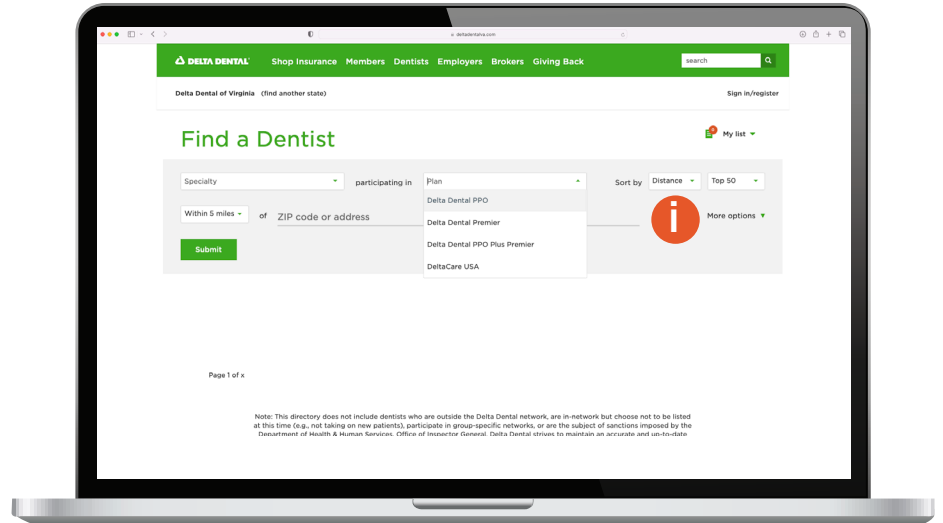 deltadentalva.com
DELTA DENTAL Shop Insurance Members Dentists Employers Brokers Giving Back search
Delta Dental of Virginia (find another state) Sign in/register
Find a Dentist My list
Specialty participating in Plan Sort by Distance Top 50
Delta Dental PPO
Within 5 miles of ZIP code or address Delta Dental Premier i More options
Submit Delta Dental PPO Plus Premier
DeltaCare USA
Page 1 of x
Note: This directory does not include dentists who are outside the Delta Dental network, are in-network but choose not to be listed
at this time (e.g., not taking on new patients), participate in group-specific networks, or are the subject of sanctions imposed by the
Department of Health & Human Services, Office of Inspector General. Delta Dental strives to maintain an accurate and up-to-date